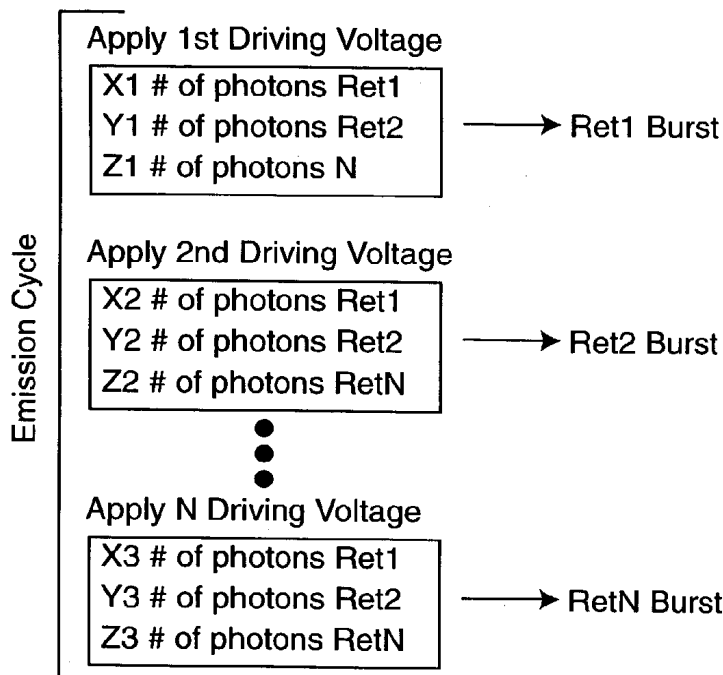 Emission Cycle
Apply 1st Driving Voltage
X1 # of photons Ret1
Y1 # of photons Ret2
Z1 # of photons N
Ret1 Burst
Apply 2nd Driving Voltage
X2 # of photons Ret1
Y2 # of photons Ret2
Z2 # of photons RetN
Ret2 Burst
Apply N Driving Voltage
X3 # of photons Ret1
Y3 # of photons Ret2
Z3 # of photons RetN
RetN Burst